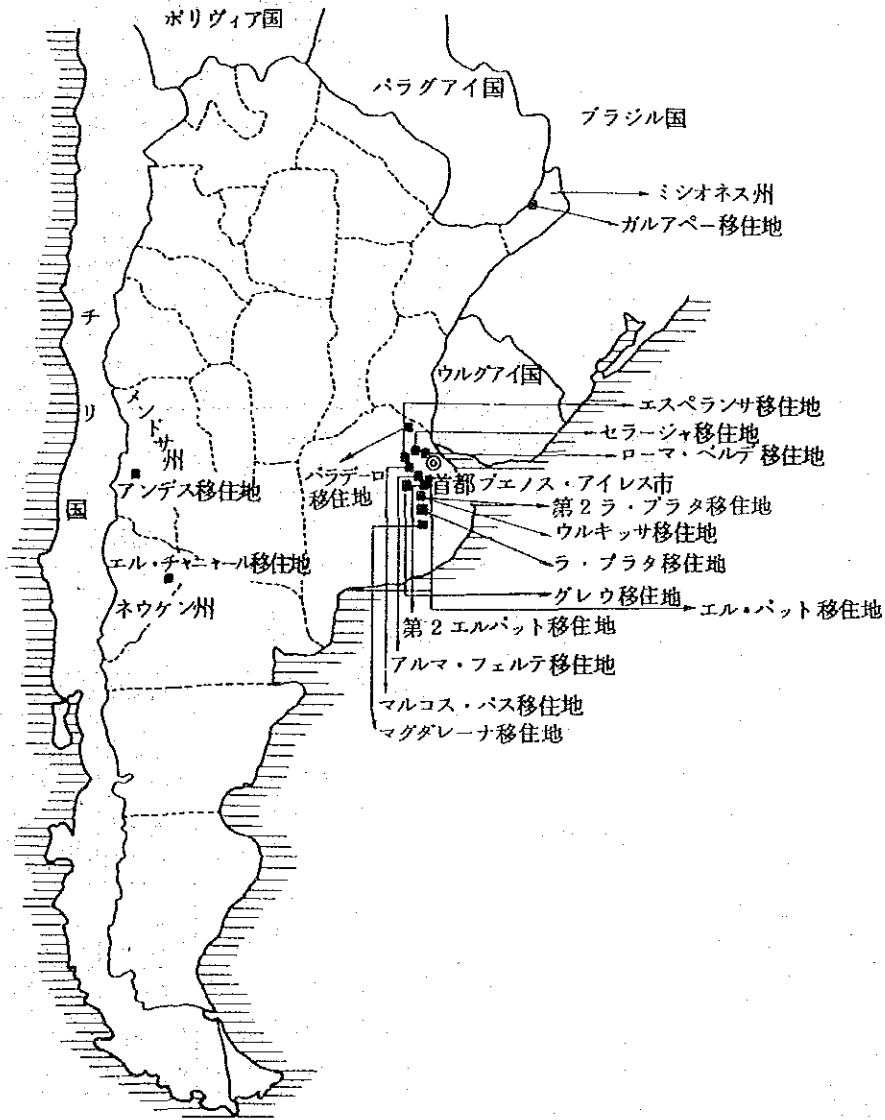 ボリヴィア国
パラグアイ国
ブラジル国
ミシオネス州
ガルアペー移住地
チリ国
ウルグアイ国
メンドサ州
アンデス移住地
エスペランサ移住地
セラージャ移住地
ローマ・ベルデ移住地
パラデーロ
移住地
首都ブエノス・アイレス市
第2ラ・プラタ移住地
ウルキッサ移住地
ラ・プラタ移住地
エル・チャニャール移住地
ネウケン州
グレウ移住地
エル・パット移住地
第2エルパット移住地
アルマ・フェルテ移住地
マルコス・パス移住地
マグダレーナ移住地